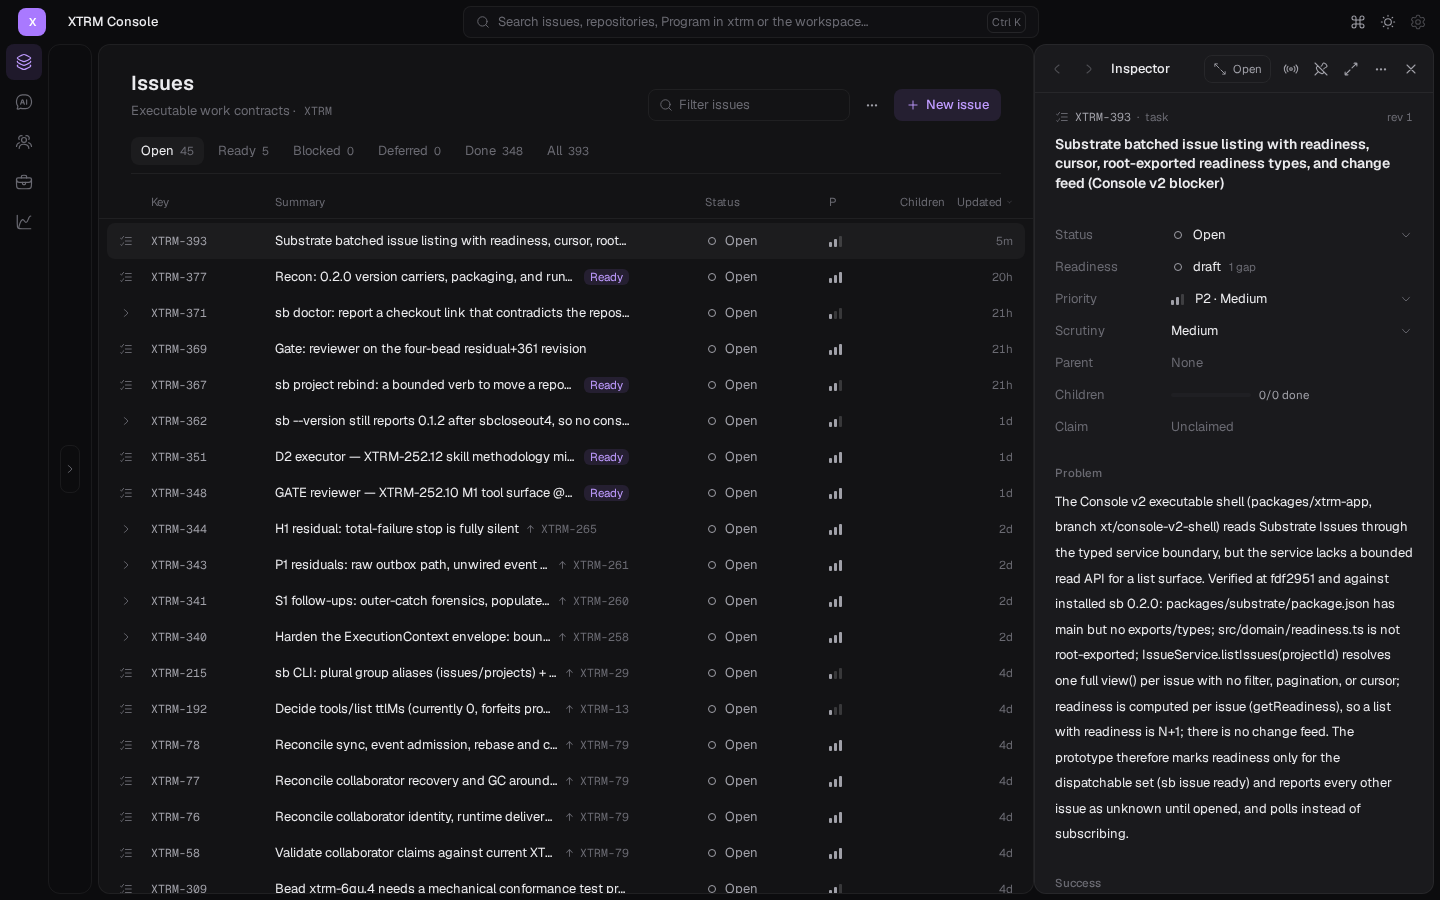 X
XTRM Console
Search issues, repositories, Program in xtrm or the workspace...
Ctrl K
AI
Issues
Executable work contracts · XTRM
Filter issues
New issue
Open 45
Ready 5
Blocked 0
Deferred 0
Done 348
All 393
Key Summary Status P Children Updated
XTRM-393 Substrate batched issue listing with readiness, cursor, root… Open 5m
XTRM-377 Recon: 0.2.0 version carriers, packaging, and run… Ready Open 20h
XTRM-371 sb doctor: report a checkout link that contradicts the repos… Open 21h
XTRM-369 Gate: reviewer on the four-bead residual+361 revision Open 21h
XTRM-367 sb project rebind: a bounded verb to move a repo… Ready Open 21h
XTRM-362 sb --version still reports 0.1.2 after sbcloseout4, so no cons… Open 1d
XTRM-351 D2 executor — XTRM-252.12 skill methodology mi… Ready Open 1d
XTRM-348 GATE reviewer — XTRM-252.10 M1 tool surface @… Ready Open 1d
XTRM-344 H1 residual: total-failure stop is fully silent ↑ XTRM-265 Open 2d
XTRM-343 P1 residuals: raw outbox path, unwired event … ↑ XTRM-261 Open 2d
XTRM-341 S1 follow-ups: outer-catch forensics, populate… ↑ XTRM-260 Open 2d
XTRM-340 Harden the ExecutionContext envelope: boun… ↑ XTRM-258 Open 2d
XTRM-215 sb CLI: plural group aliases (issues/projects) + … ↑ XTRM-29 Open 4d
XTRM-192 Decide tools/list ttlMs (currently 0, forfeits pro… ↑ XTRM-13 Open 4d
XTRM-78 Reconcile sync, event admission, rebase and c… ↑ XTRM-79 Open 4d
XTRM-77 Reconcile collaborator recovery and GC around… ↑ XTRM-79 Open 4d
XTRM-76 Reconcile collaborator identity, runtime deliver… ↑ XTRM-79 Open 4d
XTRM-58 Validate collaborator claims against current XT… ↑ XTRM-79 Open 4d
XTRM-309 Bead xtrm-6qu.4 needs a mechanical conformance test pr… Open 4d
Inspector
Open
XTRM-393 · task rev 1
Substrate batched issue listing with readiness,
cursor, root-exported readiness types, and change
feed (Console v2 blocker)
Status Open
Readiness draft 1 gap
Priority P2 · Medium
Scrutiny Medium
Parent None
Children 0/0 done
Claim Unclaimed
Problem
The Console v2 executable shell (packages/xtrm-app,
branch xt/console-v2-shell) reads Substrate Issues through
the typed service boundary, but the service lacks a bounded
read API for a list surface. Verified at fdf2951 and against
installed sb 0.2.0: packages/substrate/package.json has
main but no exports/types; src/domain/readiness.ts is not
root-exported; IssueService.listIssues(projectId) resolves
one full view() per issue with no filter, pagination, or cursor;
readiness is computed per issue (getReadiness), so a list
with readiness is N+1; there is no change feed. The
prototype therefore marks readiness only for the
dispatchable set (sb issue ready) and reports every other
issue as unknown until opened, and polls instead of
subscribing.
Success